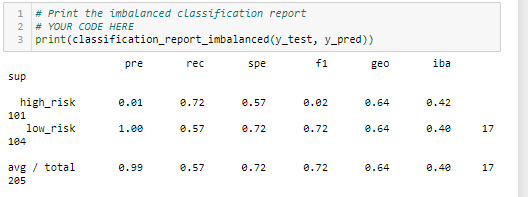 1 # Print the imbalanced classification report
2 # YOUR CODE HERE
3 print(classification_report_imbalanced(y_test, y_pred))
pre rec spe f1 geo iba
sup
high_risk 0.01 0.72 0.57 0.02 0.64 0.42
101
low_risk 1.00 0.57 0.72 0.72 0.64 0.40 17
104
avg / total 0.99 0.57 0.72 0.72 0.64 0.40 17
205